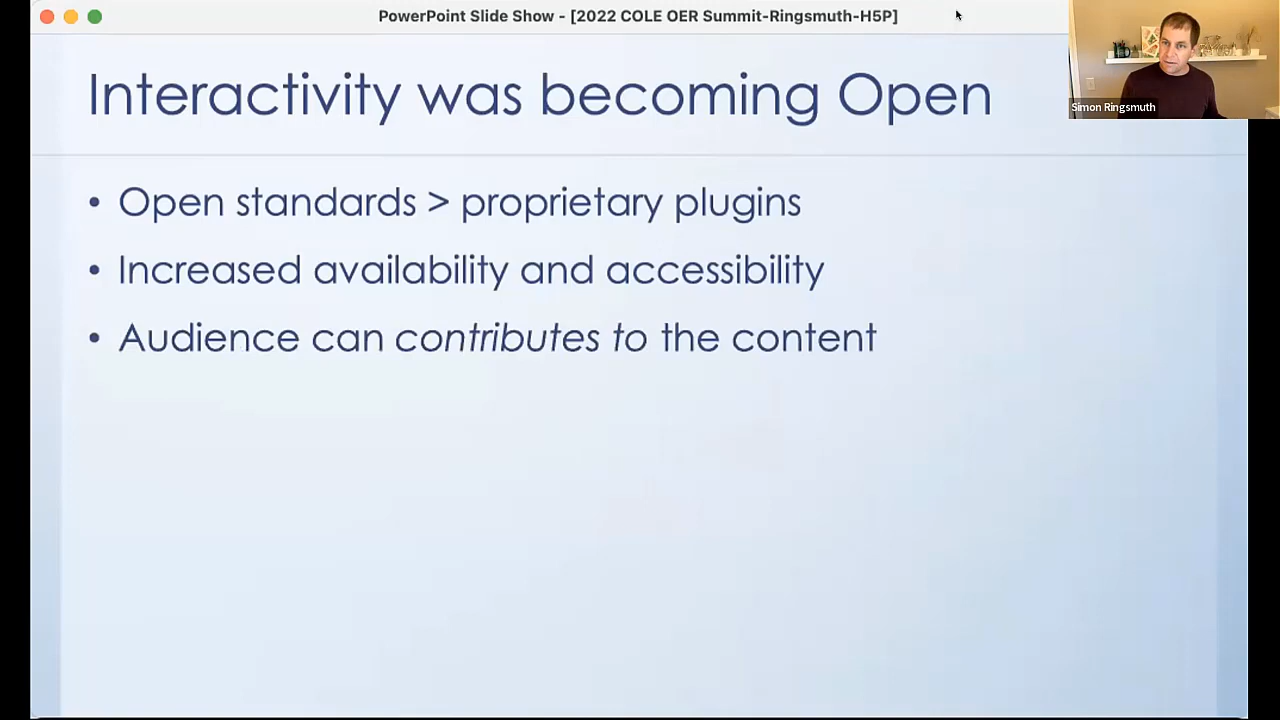 PowerPoint Slide Show - [2022 COLE OER Summit-Ringsmuth-H5P]
Simon Ringsmuth
Interactivity was becoming Open
• Open standards > proprietary plugins
• Increased availability and accessibility
• Audience can contributes to the content